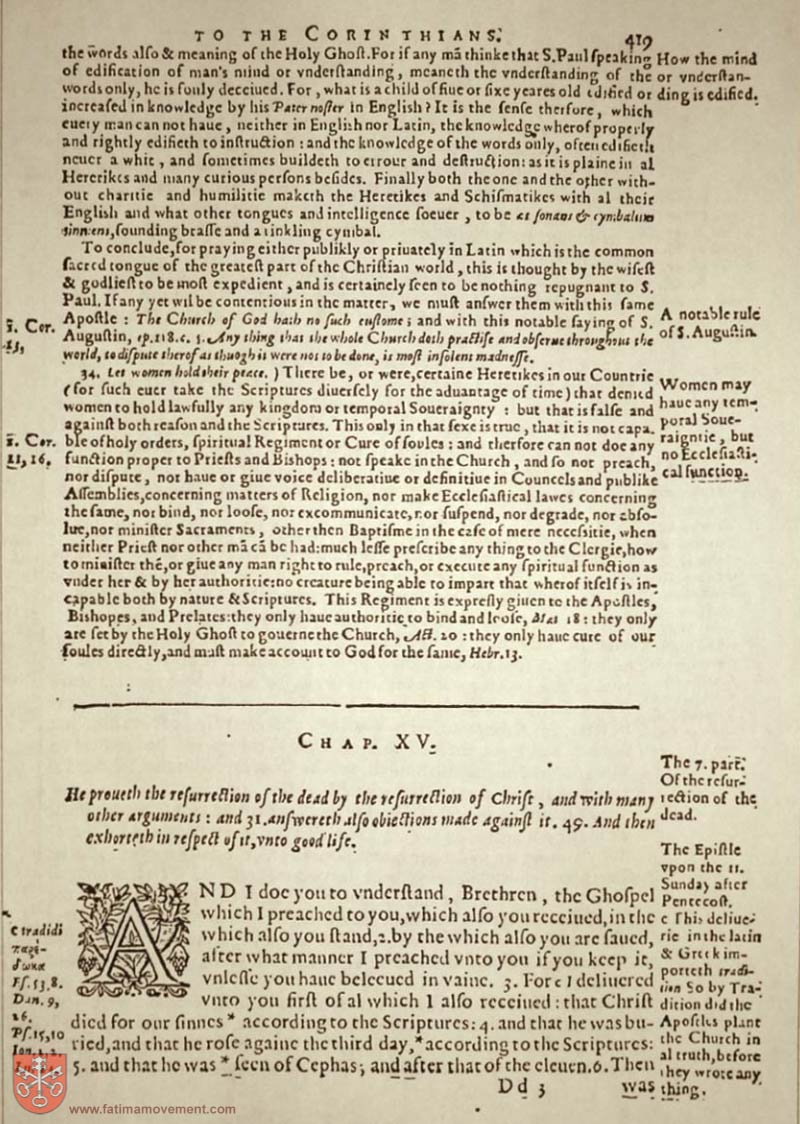 TO THE CORINTHIANS. 419
the words alſo & meaning of the Holy Ghoſt. For if any mā thinke that S. Paul ſpeaking
of edification of man's mind or vnderſtanding, meaneth the vnderſtanding of the
words only, he is fouly deceiued. For, what is a child of fiue or ſixe yeares old edified or
increaſed in knowledge by his Pater noſter in Engliſh? It is the ſenſe therfore, which
euery man can not haue, neither in Engliſh nor Latin, the knowledge wherof properly
and rightly edifieth to inſtruction: and the knowledge of the words only, often edifieth
neuer a whit, and ſometimes buildeth to errour and deſtruction: as it is plaine in al
Heretikes and many curious perſons beſides. Finally both the one and the other with-
out charitie and humilitie maketh the Heretikes and Schiſmatikes with al their
Engliſh and what other tongues and intelligence ſoeuer, to be æs ſonans & cymbalum
tinniens, ſounding braſſe and a tinkling cymbal.
To conclude, for praying either publikly or priuately in Latin which is the common
ſacred tongue of the greateſt part of the Chriſtian world, this is thought by the wiſeſt
& godlieſt to be moſt expedient, and is certainely ſeen to be nothing repugnant to S.
Paul. If any yet wil be contentious in the matter, we muſt anſwer them with this ſame
Apoſtle: The Church of God hath no ſuch cuſtome; and with this notable ſaying of S.
Auguſtin, ep. 118. c. 5. Any thing that the whole Church doth practiſe and obſerue throughout the
world, to diſpute therof as though it were not to be done, is moſt inſolent madneſſe.
34. Let women hold their peace.) There be, or were, certaine Heretikes in our Countrie
(for ſuch euer take the Scriptures diuerſely for the aduantage of time) that denied
women to hold lawfully any kingdom or temporal Soueraignty: but that is falſe and
againſt both reaſon and the Scriptures. This only in that ſexe is true, that it is not capa-
ble of holy orders, ſpiritual Regiment or Cure of ſoules: and therfore can not doe any
function proper to Prieſts and Biſhops: not ſpeake in the Church, and ſo not preach,
nor diſpute, not haue or giue voice deliberatiue or definitiue in Councels and publike
Aſſemblies, concerning matters of Religion, nor make Eccleſiaſtical lawes concerning
the ſame, nor bind, nor looſe, nor excommunicate, nor ſuſpend, nor degrade, nor abſo-
lue, nor miniſter Sacraments, other then Baptiſme in the caſe of mere neceſsitie, when
neither Prieſt nor other mā cā be had: much leſſe preſcribe any thing to the Clergie, how
to miniſter thē, or giue any man right to rule, preach, or execute any ſpiritual function as
vnder her & by her authoritie: no creature being able to impart that wherof itſelf is in-
capable both by nature & Scriptures. This Regiment is expreſly giuen to the Apoſtles,
Biſhopes, and Prelates: they only haue authoritie to bind and looſe, Mat. 18: they only
are ſet by the Holy Ghoſt to gouerne the Church, Act. 20: they only haue cure of our
ſoules directly, and muſt make account to God for the ſame, Hebr. 13.
How the mind
or vnderſtan-
ding is edified.
1. Cor.
11,
A notable rule
of S. Auguſtin.
1. Cor.
11, 16.
Women may
haue any tem-
poral Soue-
raigntie, but
no Eccleſiaſti-
cal function.
CHAP. XV.
He proueth the reſurrection of the dead by the reſurrection of Chriſt, and with many
other arguments: and 31. anſwereth alſo obiections made againſt it. 49. And then
exhorteth in reſpect of it, vnto good life.
The 7. part.
Of the reſur-
rection of the
dead.
AND I doe you to vnderſtand, Brethren, the Ghoſpel
which I preached to you, which alſo you receiued, in the
which alſo you ſtand, 2. by the which alſo you are ſaued,
after what manner I preached vnto you if you keep it,
vnleſſe you haue beleeued in vaine. 3. For c I deliuered
vnto you firſt of al which I alſo receiued: that Chriſt
died for our ſinnes * according to the Scriptures: 4. and that he was bu-
ried, and that he roſe againe the third day, * according to the Scriptures:
5. and that he was * ſeen of Cephas; and after that of the eleuen. 6. Then
Dd 3 was
c tradidi
παρέ-
δωκα
Pſ. 53. 8.
Dan. 9,
26.
Pſ. 15, 10
Ion. 1, 2.
The Epiſtle
vpon the 11.
Sunday after
Pentecoſt.
c This deliue-
rie in the latin
& Greek im-
porteth tradi-
tion So by Tra-
dition did the
Apoſtles plant
the Church in
al truth, before
they wrote any
thing.
www.fatimamovement.com